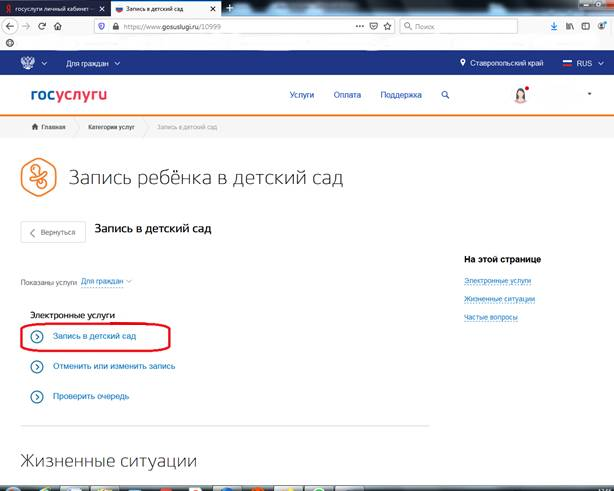 госуслуги личный кабинет –
Запись в детский сад
https://www.gosuslugi.ru/10999
Поиск
Для граждан
Ставропольский край
RUS
госуслуги
Услуги
Оплата
Поддержка
Главная
Категории услуг
Запись в детский сад
Запись ребёнка в детский сад
Вернуться
Запись в детский сад
На этой странице
Показаны услуги Для граждан
Электронные услуги
Жизненные ситуации
Частые вопросы
Электронные услуги
Запись в детский сад
Отменить или изменить запись
Проверить очередь
Жизненные ситуации